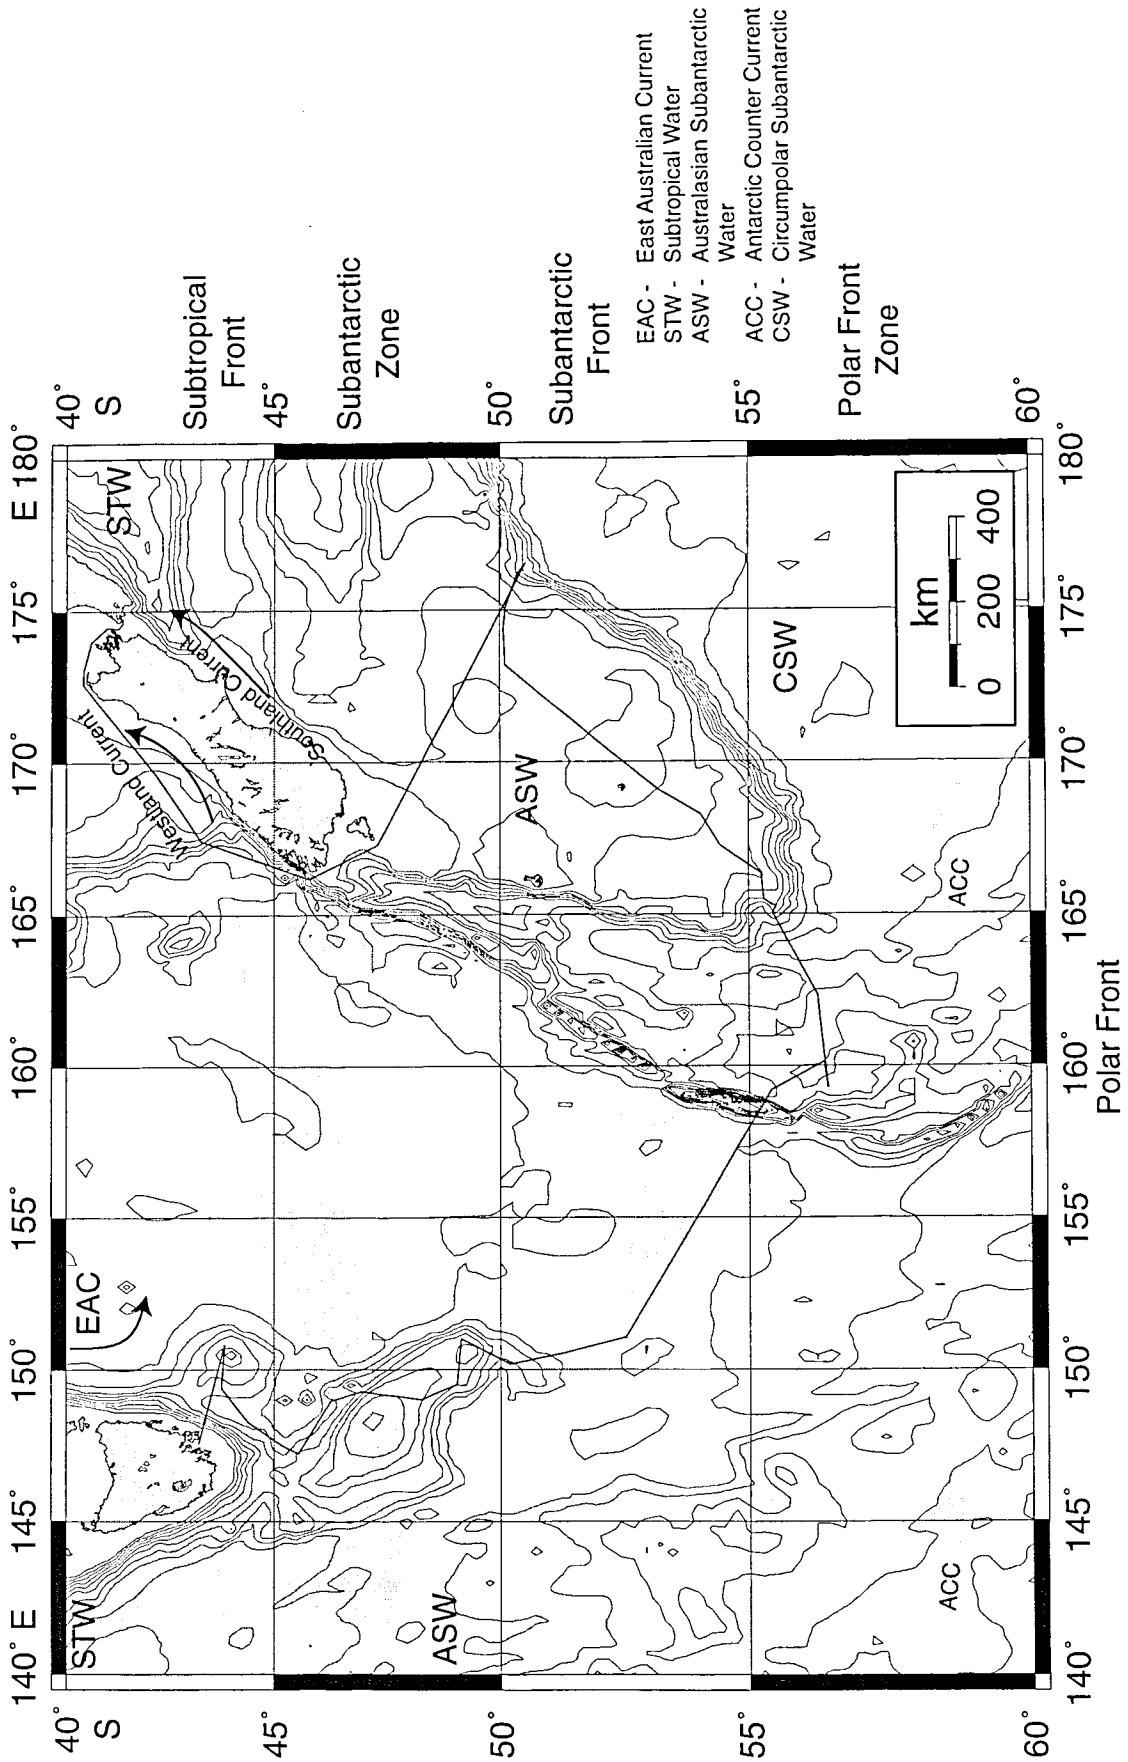 140° E
145°
150°
155°
160°
165°
170°
175°
E 180°
40°
S
45°
50°
55°
60°
40°
S
Subtropical
Front
45°
Subantarctic
Zone
50°
Subantarctic
Front
55°
Polar Front
Zone
60°
STW
EAC
Westland Current
Southland Current
STW
ASW
ASW
CSW
ACC
ACC
km
0 200 400
140°
145°
150°
155°
160°
165°
170°
175°
180°
Polar Front
EAC - East Australian Current
STW - Subtropical Water
ASW - Australasian Subantarctic
Water
ACC - Antarctic Counter Current
CSW - Circumpolar Subantarctic
Water